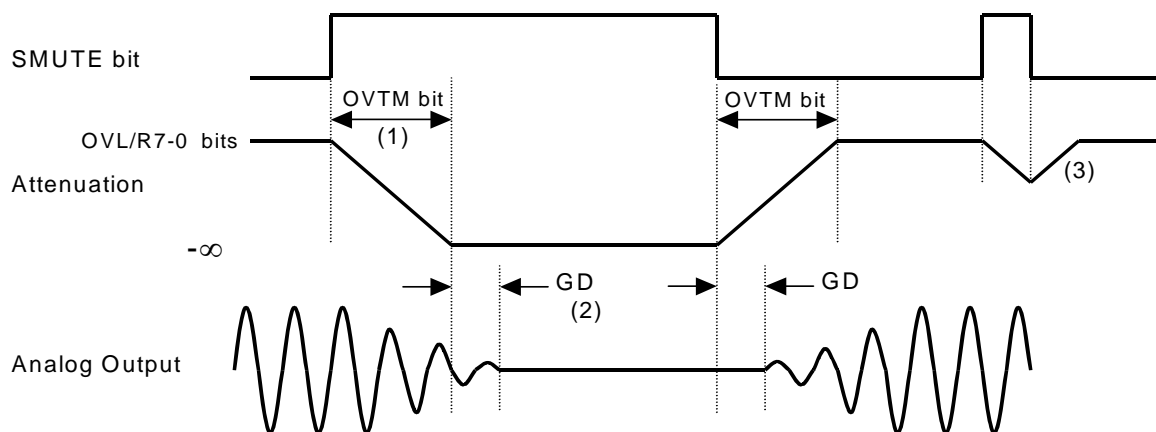 SMUTE bit
OVTM bit
OVTM bit
(1)
OVL/R7-0 bits
(3)
Attenuation
-∞
GD
GD
(2)
Analog Output